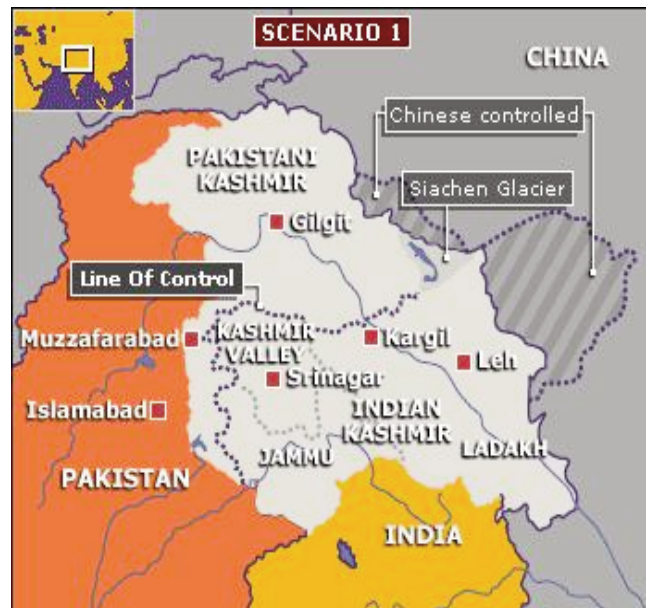 SCENARIO 1
CHINA
Chinese controlled
PAKISTANI
KASHMIR
Siachen Glacier
Gilgit
Line Of Control
Muzzafarabad
KASHMIR
VALLEY
Kargil
Leh
Srinagar
Islamabad
INDIAN
KASHMIR
JAMMU
LADAKH
PAKISTAN
INDIA